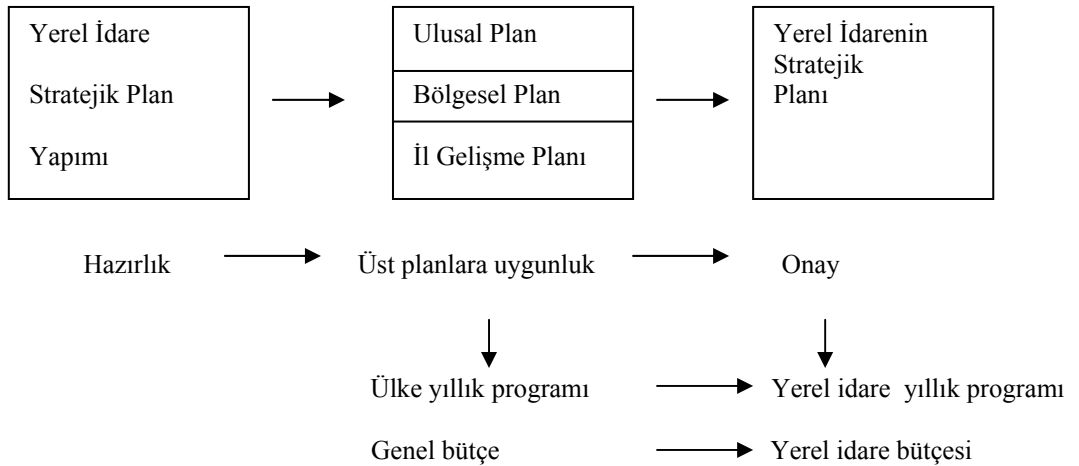 Yerel İdare
Stratejik Plan
Yapımı
Ulusal Plan
Bölgesel Plan
İl Gelişme Planı
Yerel İdarenin
Stratejik
Planı
Hazırlık
Üst planlara uygunluk
Onay
Ülke yıllık programı
Yerel idare yıllık programı
Genel bütçe
Yerel idare bütçesi